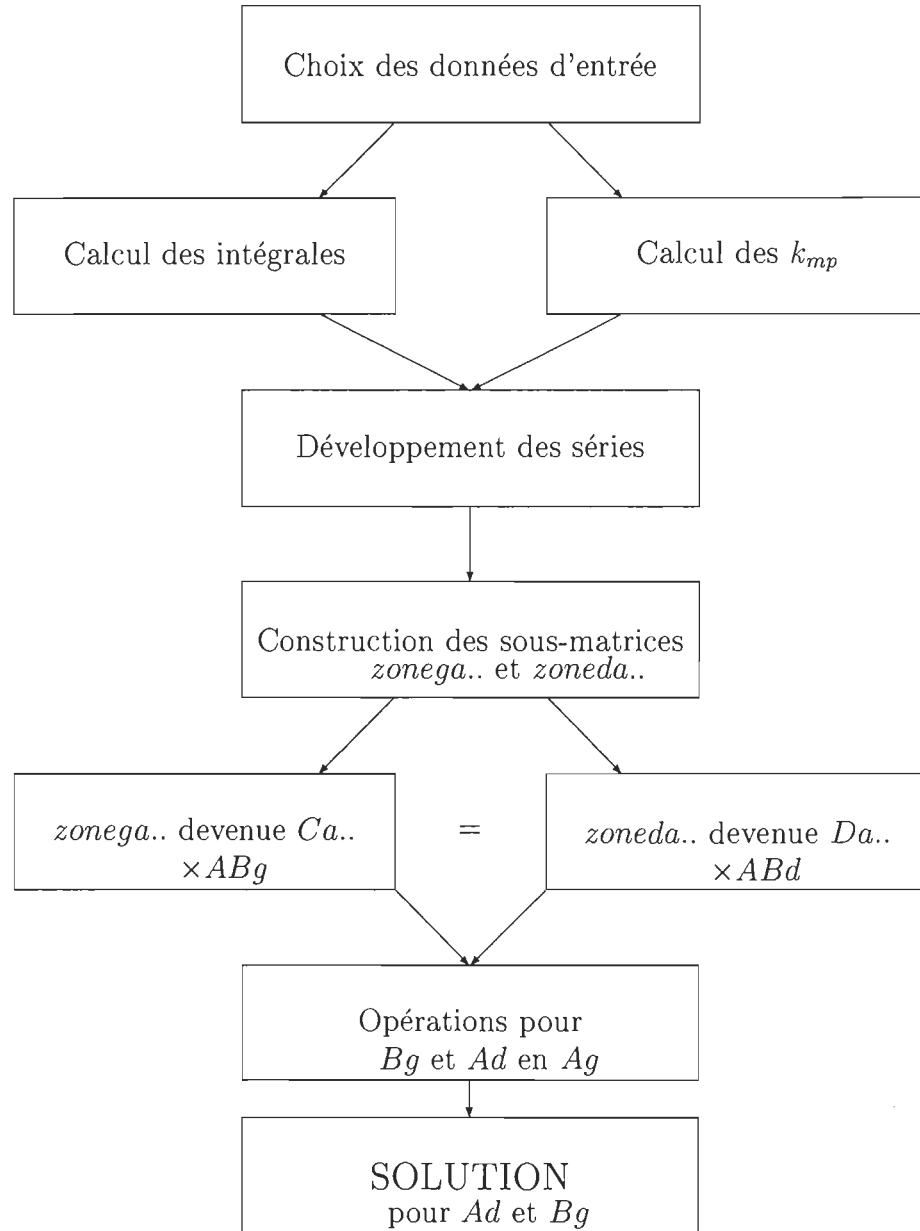 Choix des données d'entrée
Calcul des intégrales
Calcul des k_{mp}
Développement des séries
Construction des sous-matrices
zonega.. et zoneda..
zonega.. devenue Ca..
×ABg
=
zoneda.. devenue Da..
×ABd
Opérations pour
Bg et Ad en Ag
SOLUTION
pour Ad et Bg